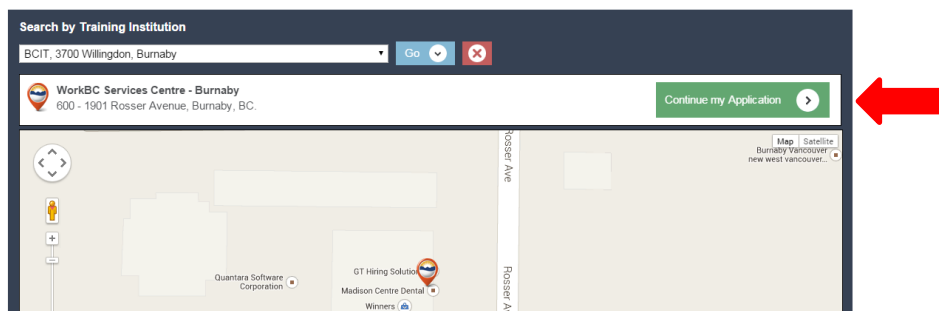 Search by Training Institution
BCIT, 3700 Willingdon, Burnaby
Go
WorkBC Services Centre - Burnaby
600 - 1901 Rosser Avenue, Burnaby, BC.
Continue my Application
Map Satellite
Burnaby Vancouver
new west vancouver...
Rosser Ave
Quantara Software
Corporation
GT Hiring Solutio
Madison Centre Dental
Winners
Rosser Av